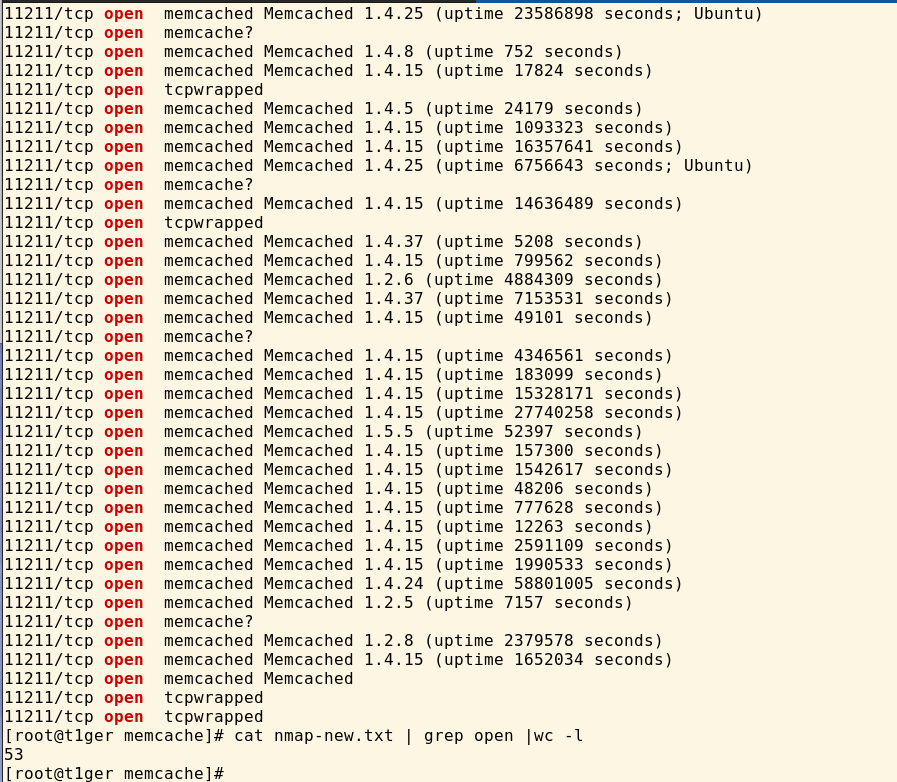 11211/tcp open  memcached Memcached 1.4.25 (uptime 23586898 seconds; Ubuntu)
11211/tcp open  memcache?
11211/tcp open  memcached Memcached 1.4.8 (uptime 752 seconds)
11211/tcp open  memcached Memcached 1.4.15 (uptime 17824 seconds)
11211/tcp open  tcpwrapped
11211/tcp open  memcached Memcached 1.4.5 (uptime 24179 seconds)
11211/tcp open  memcached Memcached 1.4.15 (uptime 1093323 seconds)
11211/tcp open  memcached Memcached 1.4.15 (uptime 16357641 seconds)
11211/tcp open  memcached Memcached 1.4.25 (uptime 6756643 seconds; Ubuntu)
11211/tcp open  memcache?
11211/tcp open  memcached Memcached 1.4.15 (uptime 14636489 seconds)
11211/tcp open  tcpwrapped
11211/tcp open  memcached Memcached 1.4.37 (uptime 5208 seconds)
11211/tcp open  memcached Memcached 1.4.15 (uptime 799562 seconds)
11211/tcp open  memcached Memcached 1.2.6 (uptime 4884309 seconds)
11211/tcp open  memcached Memcached 1.4.37 (uptime 7153531 seconds)
11211/tcp open  memcached Memcached 1.4.15 (uptime 49101 seconds)
11211/tcp open  memcache?
11211/tcp open  memcached Memcached 1.4.15 (uptime 4346561 seconds)
11211/tcp open  memcached Memcached 1.4.15 (uptime 183099 seconds)
11211/tcp open  memcached Memcached 1.4.15 (uptime 15328171 seconds)
11211/tcp open  memcached Memcached 1.4.15 (uptime 27740258 seconds)
11211/tcp open  memcached Memcached 1.5.5 (uptime 52397 seconds)
11211/tcp open  memcached Memcached 1.4.15 (uptime 157300 seconds)
11211/tcp open  memcached Memcached 1.4.15 (uptime 1542617 seconds)
11211/tcp open  memcached Memcached 1.4.15 (uptime 48206 seconds)
11211/tcp open  memcached Memcached 1.4.15 (uptime 777628 seconds)
11211/tcp open  memcached Memcached 1.4.15 (uptime 12263 seconds)
11211/tcp open  memcached Memcached 1.4.15 (uptime 2591109 seconds)
11211/tcp open  memcached Memcached 1.4.15 (uptime 1990533 seconds)
11211/tcp open  memcached Memcached 1.4.24 (uptime 58801005 seconds)
11211/tcp open  memcached Memcached 1.2.5 (uptime 7157 seconds)
11211/tcp open  memcache?
11211/tcp open  memcached Memcached 1.2.8 (uptime 2379578 seconds)
11211/tcp open  memcached Memcached 1.4.15 (uptime 1652034 seconds)
11211/tcp open  memcached Memcached
11211/tcp open  tcpwrapped
11211/tcp open  tcpwrapped
[root@t1ger memcache]# cat nmap-new.txt | grep open |wc -l
53
[root@t1ger memcache]#